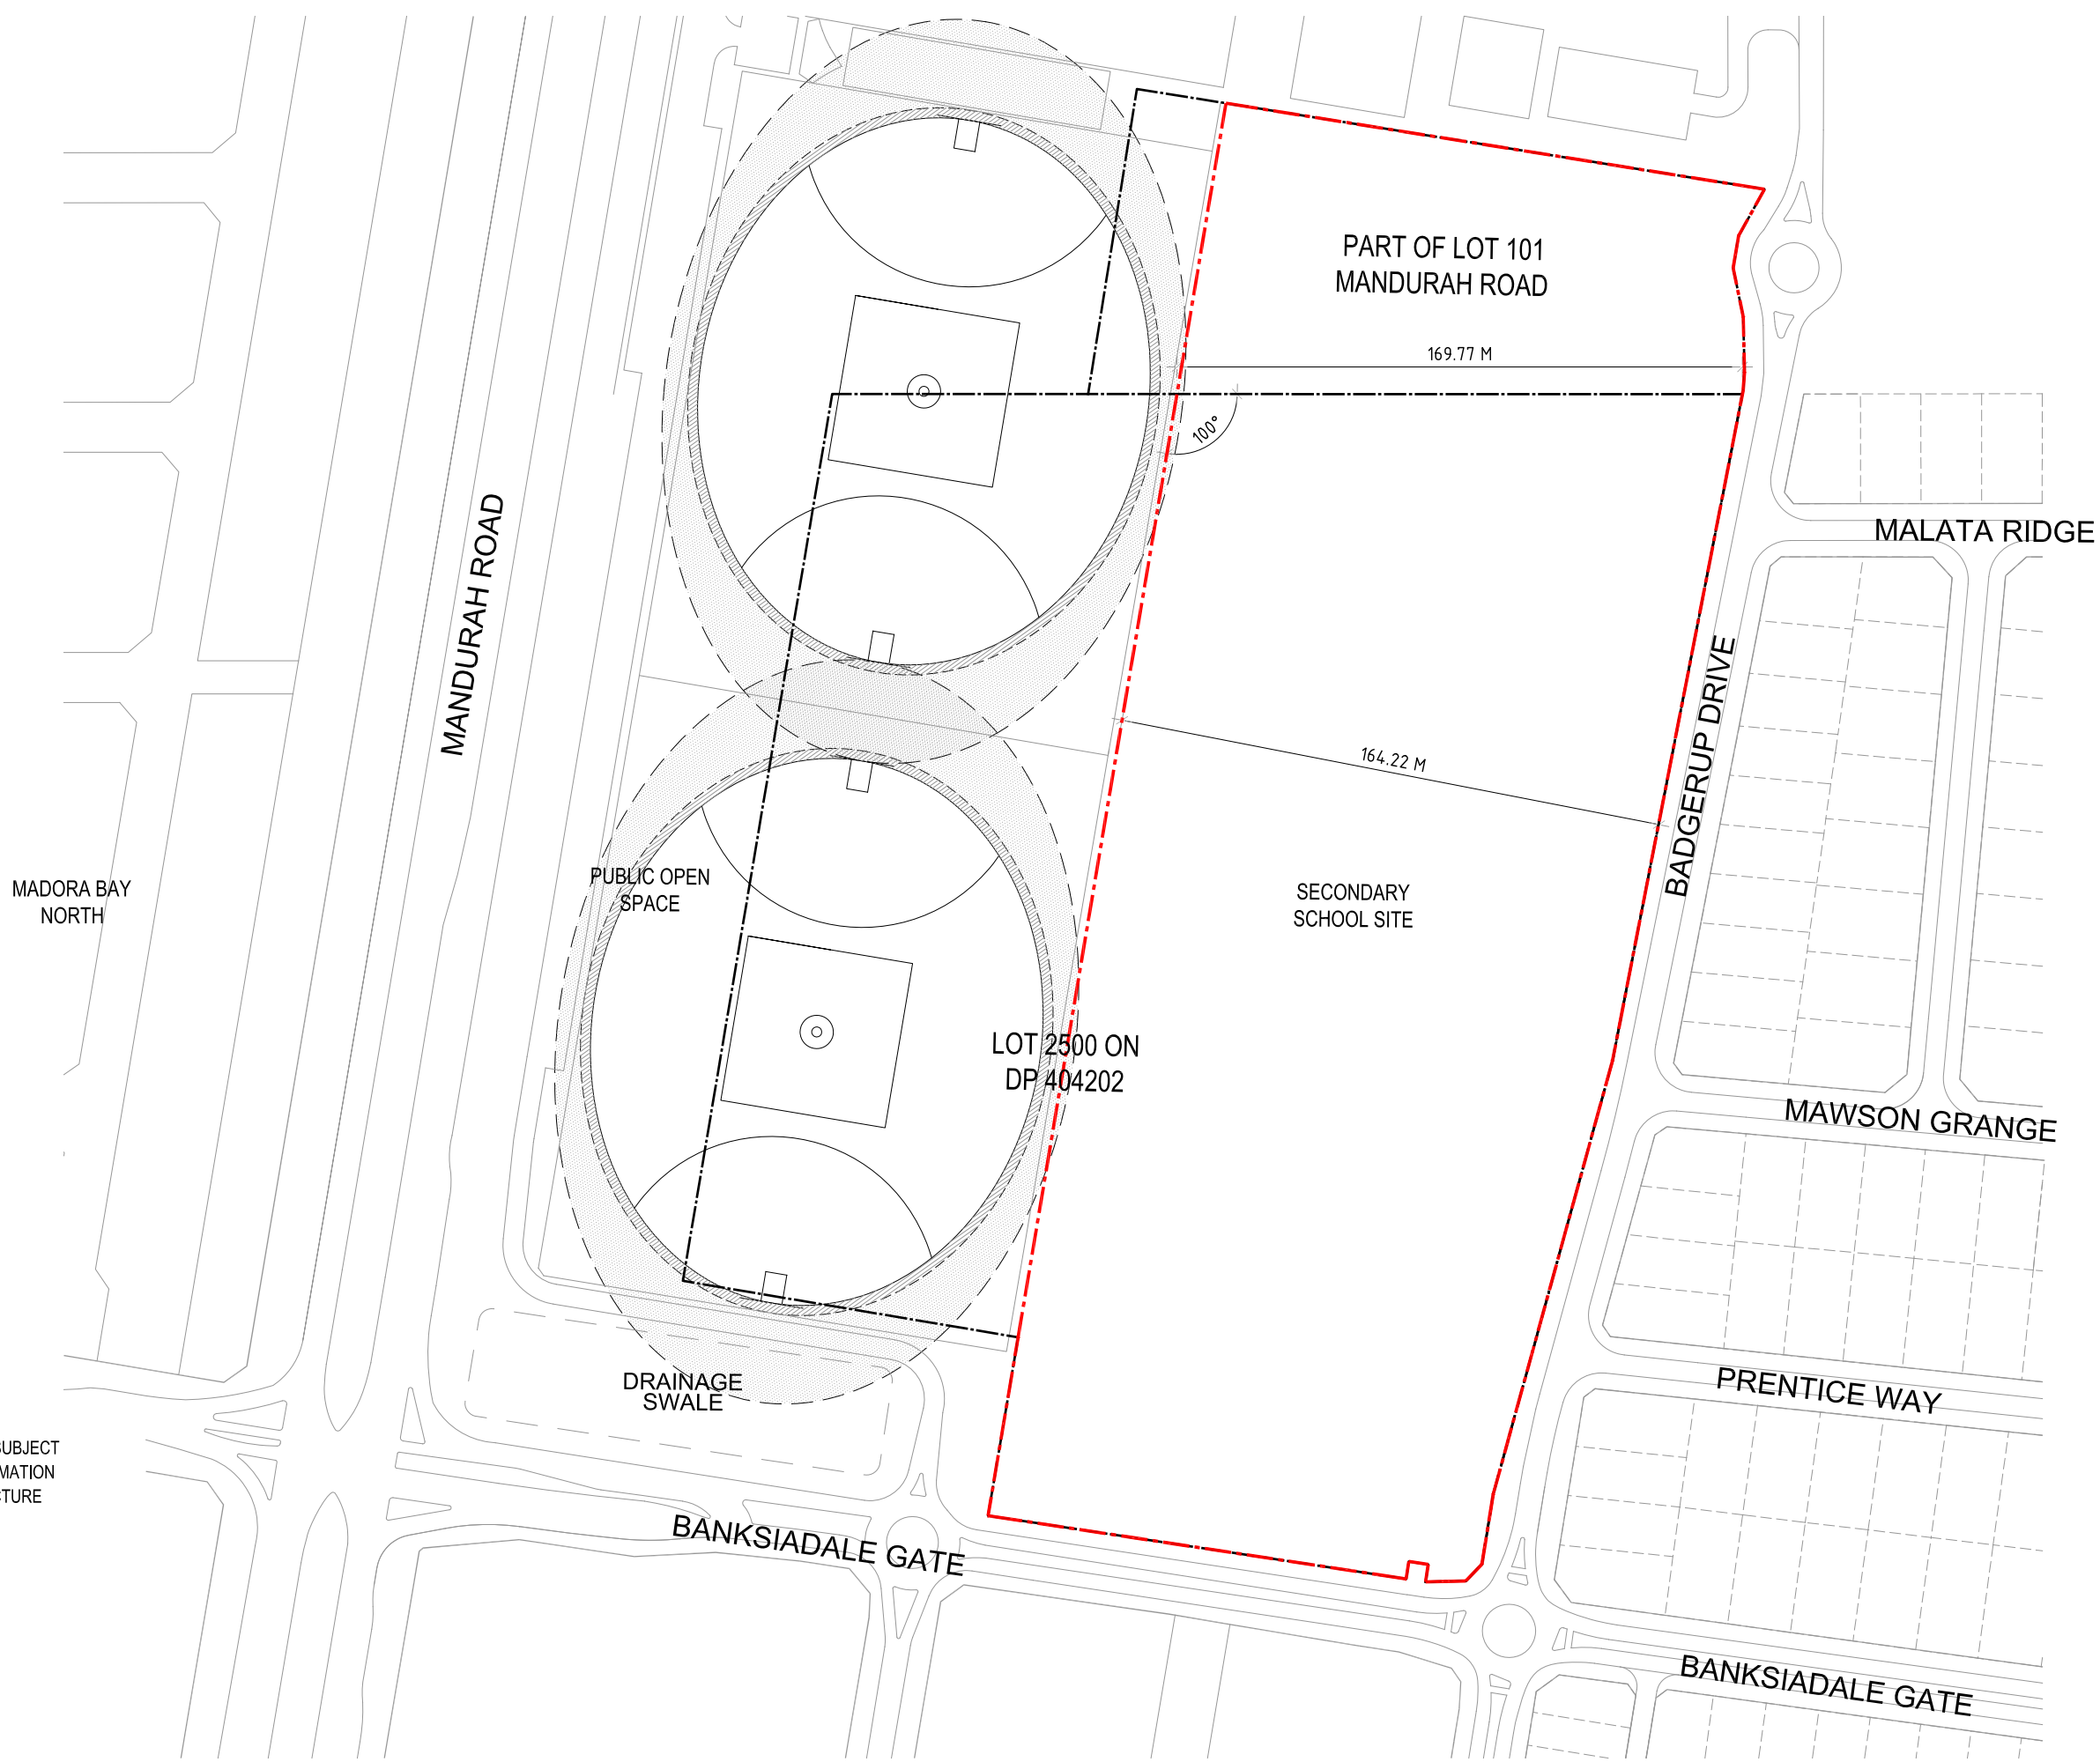 PART OF LOT 101
MANDURAH ROAD
169.77 M
100°
MALATA RIDGE
MANDURAH ROAD
BADGERUP DRIVE
164.22 M
PUBLIC OPEN
SPACE
MADORA BAY
NORTH
SECONDARY
SCHOOL SITE
LOT 2500 ON
DP 404202
MAWSON GRANGE
DRAINAGE
SWALE
PRENTICE WAY
SUBJECT
BANKSIADALE GATE
BANKSIADALE GATE